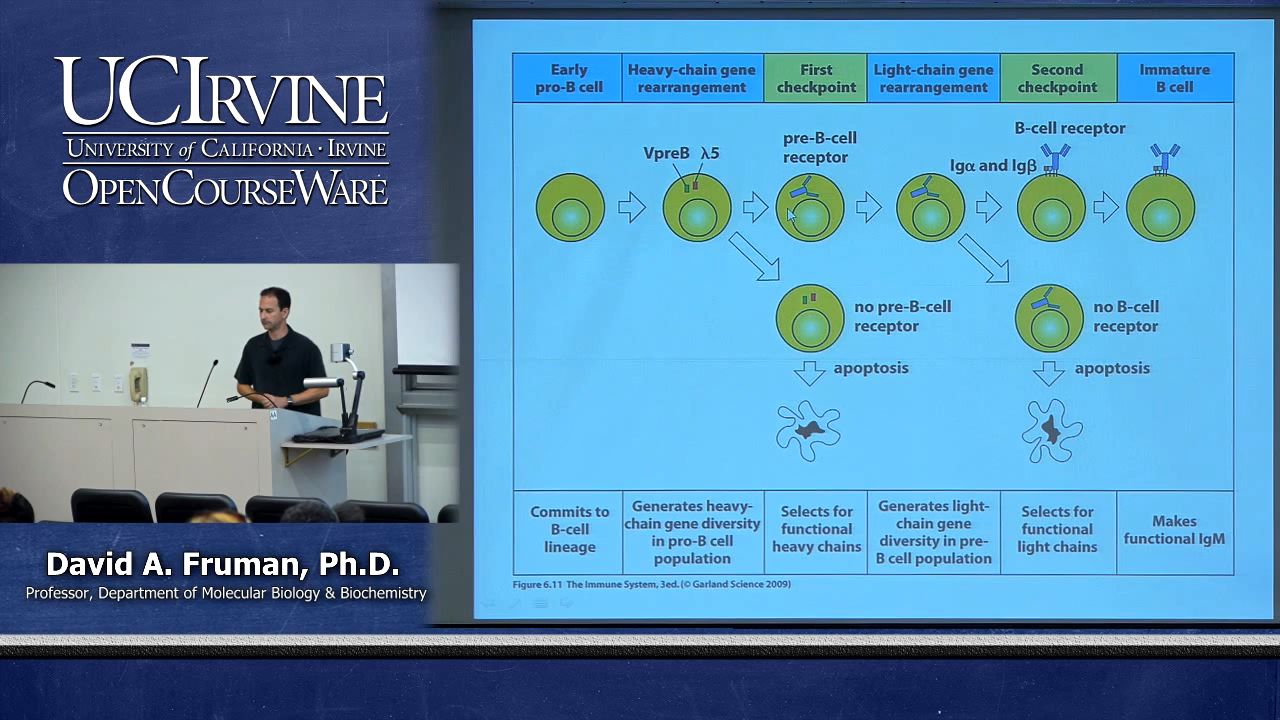 UCIRVINE
UNIVERSITY of CALIFORNIA · IRVINE
OPENCOURSEWARE
David A. Fruman, Ph.D.
Professor, Department of Molecular Biology & Biochemistry
Early
pro-B cell
Heavy-chain gene
rearrangement
First
checkpoint
Light-chain gene
rearrangement
Second
checkpoint
Immature
B cell
VpreB λ5
pre-B-cell
receptor
B-cell receptor
Igα and Igβ
no pre-B-cell
receptor
no B-cell
receptor
apoptosis
apoptosis
Commits to
B-cell
lineage
Generates heavy-
chain gene diversity
in pro-B cell
population
Selects for
functional
heavy chains
Generates light-
chain gene
diversity in pre-
B cell population
Selects for
functional
light chains
Makes
functional IgM
Figure 6.11 The Immune System, 3ed. (© Garland Science 2009)